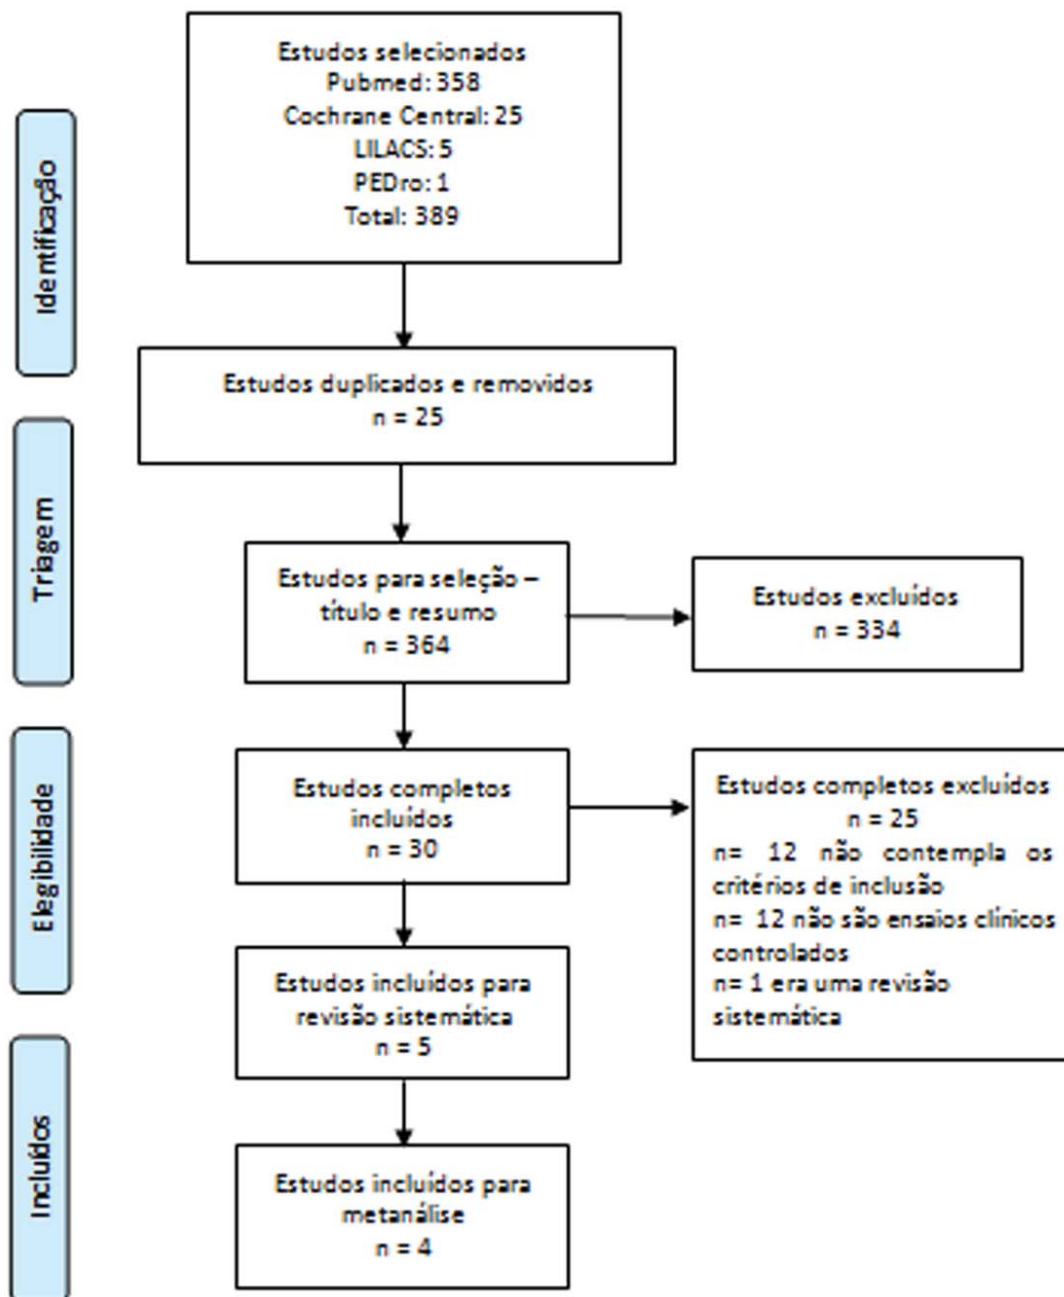 Identificação
Estudos selecionados
Pubmed: 358
Cochrane Central: 25
LILACS: 5
PEDro: 1
Total: 389
Estudos duplicados e removidos
n = 25
Triagem
Estudos para seleção –
título e resumo
n = 364
Estudos excluídos
n = 334
Elegibilidade
Estudos completos
incluídos
n = 30
Estudos completos excluídos
n = 25
n= 12 não contempla os
critérios de inclusão
n= 12 não são ensaios clínicos
controlados
n= 1 era uma revisão
sistemática
Estudos incluídos para
revisão sistemática
n = 5
Incluídos
Estudos incluídos para
metanálise
n = 4